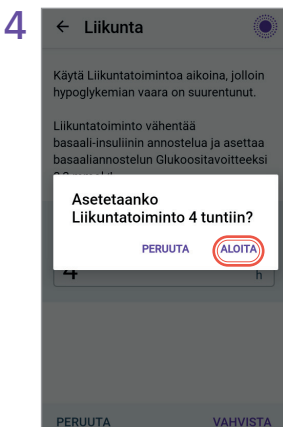 4
Liikunta
Käytä Liikuntatoimintoa aikoina, jolloin
hypoglykemian vaara on suurentunut.
Liikuntatoiminto vähentää
basaali-insuliinin annostelua ja asettaa
basaaliannostelun Glukoositavoitteeksi
Asetetaanko
Liikuntatoiminto 4 tuntiin?
PERUUTA ALOITA
4 h
PERUUTA VAHVISTA